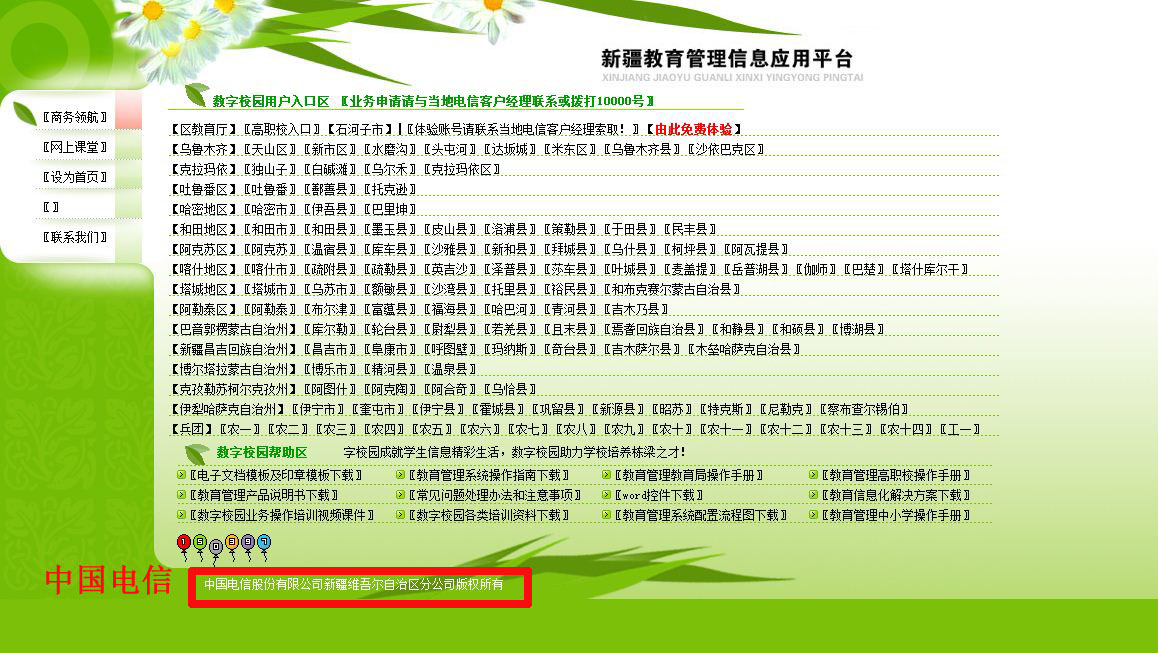 新疆教育管理信息应用平台
XINJIANG JIAOYU GUANLI XINXI YINGYONG PINGTAI
〖商务领航〗
〖网上课堂〗
〖设为首页〗
〖 〗
〖联系我们〗
数字校园用户入口区 〖业务申请请与当地电信客户经理联系或拨打10000号〗
【区教育厅】〖高职校入口〗【石河子市】┃〖体验账号请联系当地电信客户经理索取！〗【由此免费体验】
【乌鲁木齐】〖天山区〗〖新市区〗〖水磨沟〗〖头屯河〗〖达坂城〗〖米东区〗〖乌鲁木齐县〗〖沙依巴克区〗
【克拉玛依】〖独山子〗〖白碱滩〗〖乌尔禾〗〖克拉玛依区〗
【吐鲁番区】〖吐鲁番〗〖鄯善县〗〖托克逊〗
【哈密地区】〖哈密市〗〖伊吾县〗〖巴里坤〗
【和田地区】〖和田市〗〖和田县〗〖墨玉县〗〖皮山县〗〖洛浦县〗〖策勒县〗〖于田县〗〖民丰县〗
【阿克苏区】〖阿克苏〗〖温宿县〗〖库车县〗〖沙雅县〗〖新和县〗〖拜城县〗〖乌什县〗〖柯坪县〗〖阿瓦提县〗
【喀什地区】〖喀什市〗〖疏附县〗〖疏勒县〗〖英吉沙〗〖泽普县〗〖莎车县〗〖叶城县〗〖麦盖提〗〖岳普湖县〗〖伽师〗〖巴楚〗〖塔什库尔干〗
【塔城地区】〖塔城市〗〖乌苏市〗〖额敏县〗〖沙湾县〗〖托里县〗〖裕民县〗〖和布克赛尔蒙古自治县〗
【阿勒泰区】〖阿勒泰〗〖布尔津〗〖富蕴县〗〖福海县〗〖哈巴河〗〖青河县〗〖吉木乃县〗
【巴音郭楞蒙古自治州】〖库尔勒〗〖轮台县〗〖尉犁县〗〖若羌县〗〖且末县〗〖焉耆回族自治县〗〖和静县〗〖和硕县〗〖博湖县〗
【新疆昌吉回族自治州】〖昌吉市〗〖阜康市〗〖呼图壁〗〖玛纳斯〗〖奇台县〗〖吉木萨尔县〗〖木垒哈萨克自治县〗
【博尔塔拉蒙古自治州】〖博乐市〗〖精河县〗〖温泉县〗
【克孜勒苏柯尔克孜州】〖阿图什〗〖阿克陶〗〖阿合奇〗〖乌恰县〗
【伊犁哈萨克自治州】〖伊宁市〗〖奎屯市〗〖伊宁县〗〖霍城县〗〖巩留县〗〖新源县〗〖昭苏〗〖特克斯〗〖尼勒克〗〖察布查尔锡伯〗
【兵团】〖农一〗〖农二〗〖农三〗〖农四〗〖农五〗〖农六〗〖农七〗〖农八〗〖农九〗〖农十〗〖农十一〗〖农十二〗〖农十三〗〖农十四〗〖工一〗
数字校园帮助区 字校园成就学生信息精彩生活，数字校园助力学校培养栋梁之才！
〖电子文档模板及印章模板下载〗 〖教育管理系统操作指南下载〗 〖教育管理教育局操作手册〗 〖教育管理高职校操作手册〗
〖教育管理产品说明书下载〗 〖常见问题处理办法和注意事项〗 〖word控件下载〗 〖教育信息化解决方案下载〗
〖数字校园业务操作培训视频课件〗 〖数字校园各类培训资料下载〗 〖教育管理系统配置流程图下载〗 〖教育管理中小学操作手册〗
中国电信
中国电信股份有限公司新疆维吾尔自治区分公司版权所有